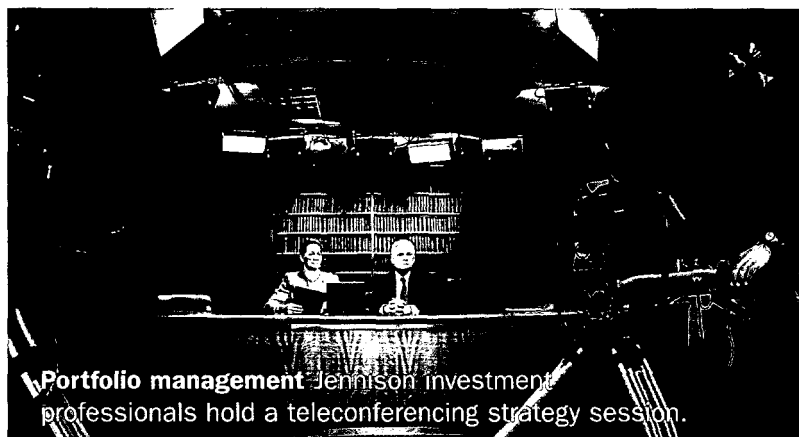 Portfolio management Jennison investment
professionals hold a teleconferencing strategy session.